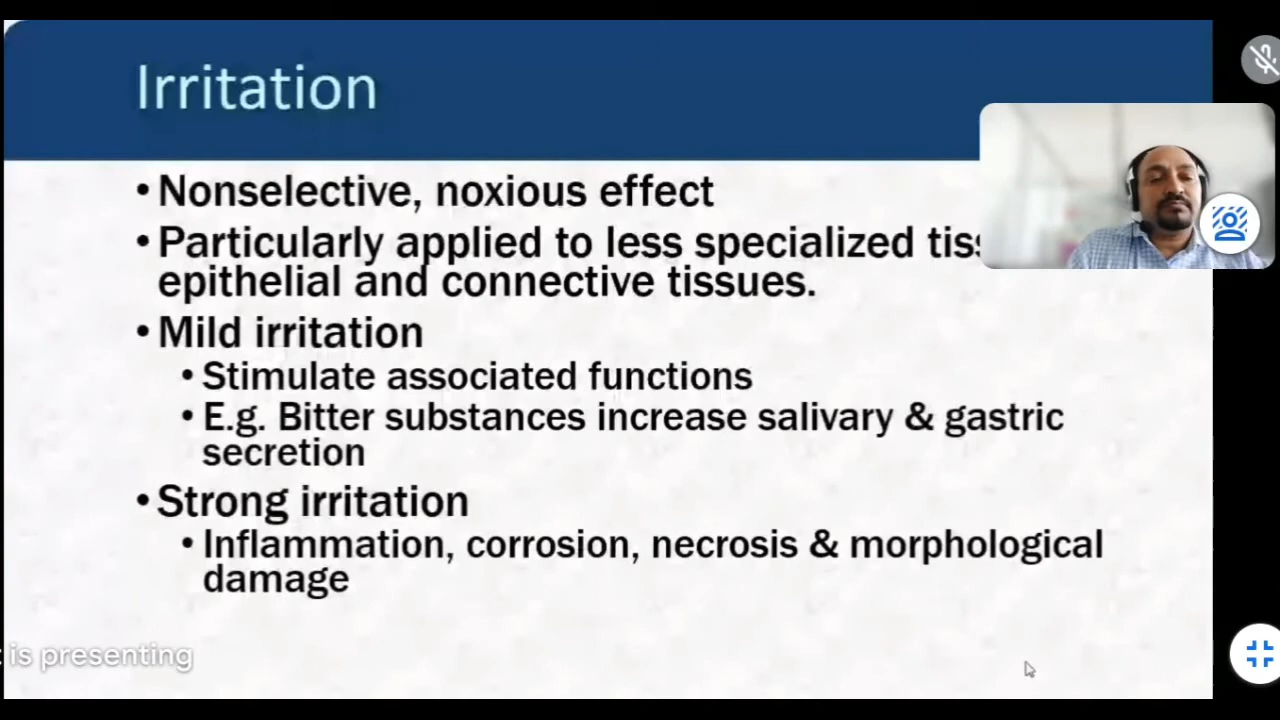 Irritation
• Nonselective, noxious effect
• Particularly applied to less specialized
epithelial and connective tissues.
• Mild irritation
• Stimulate associated functions
• E.g. Bitter substances increase salivary & gastric
secretion
• Strong irritation
• Inflammation, corrosion, necrosis & morphological
damage
is presenting